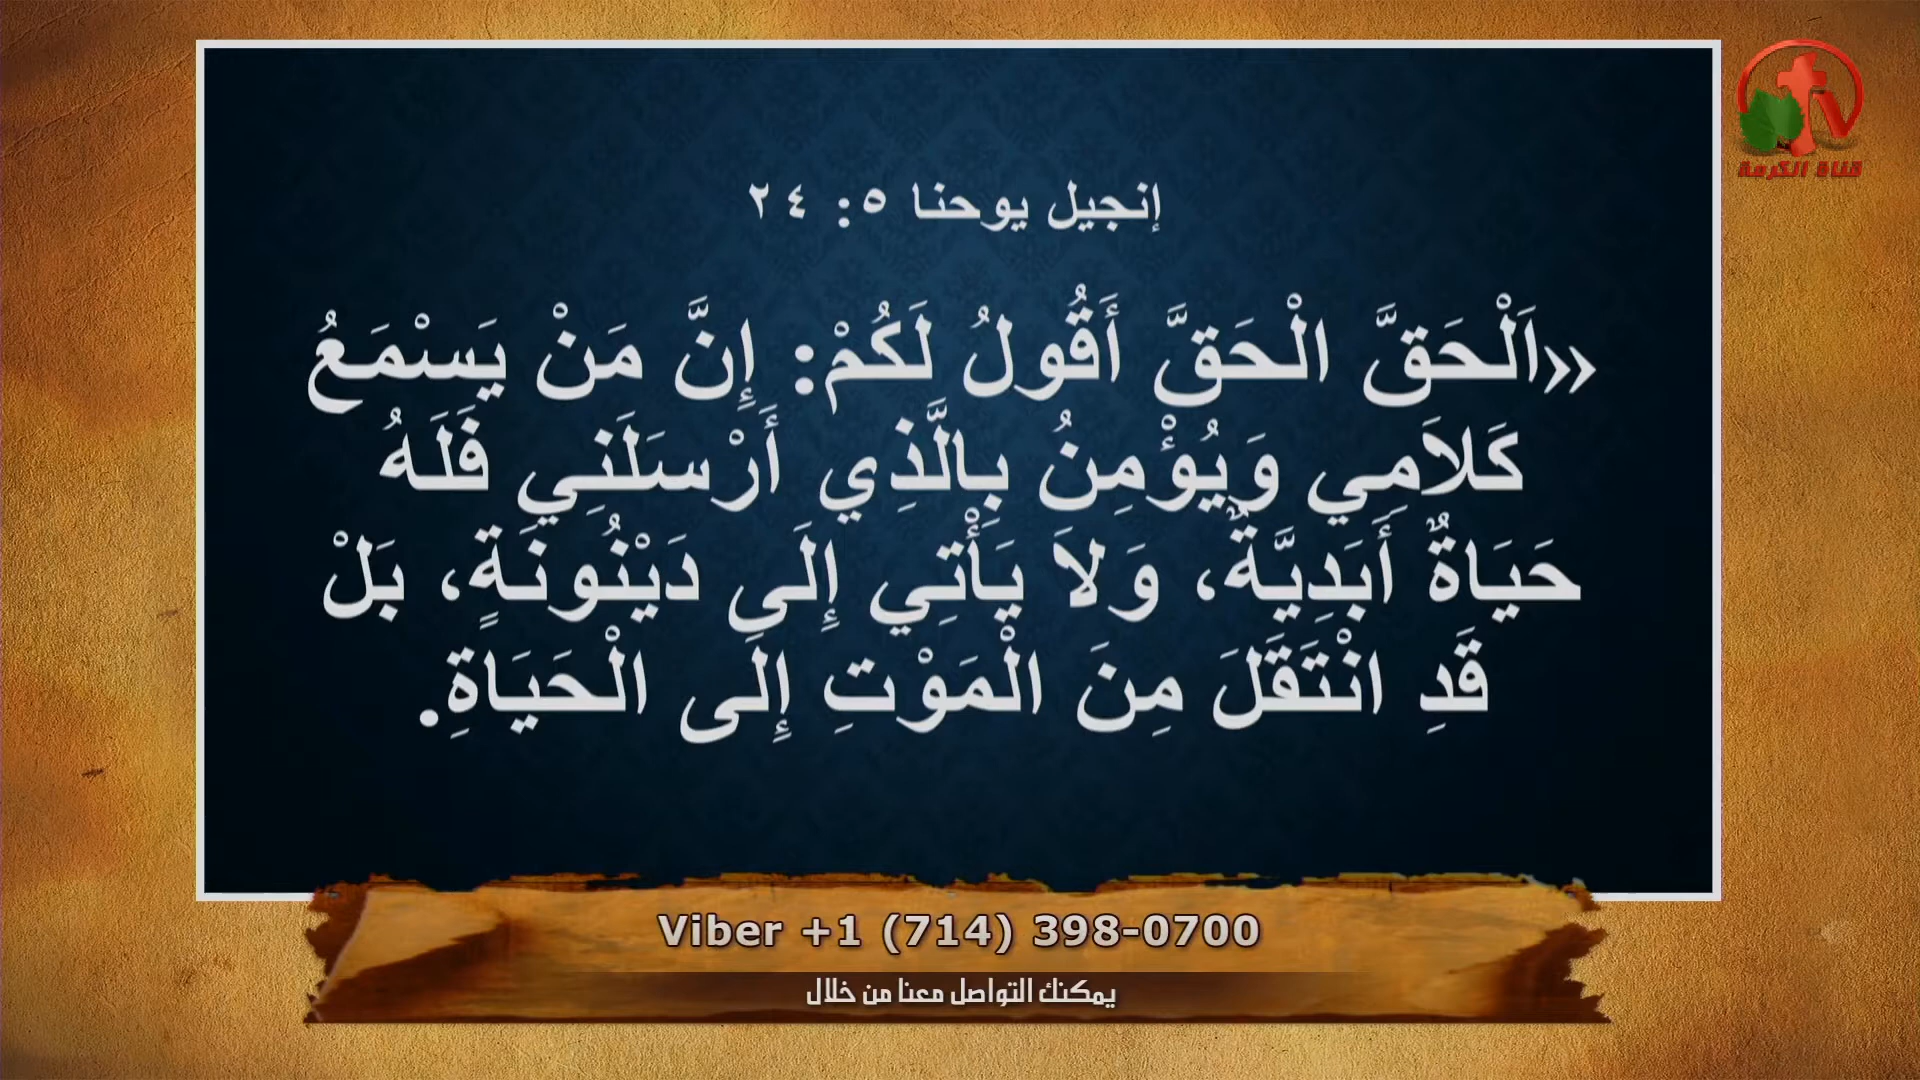 قناة الكرمة
إنجيل يوحنا ٥: ٢٤
«اَلْحَقَّ الْحَقَّ أَقُولُ لَكُمْ: إِنَّ مَنْ يَسْمَعُ
كَلاَمِي وَيُؤْمِنُ بِالَّذِي أَرْسَلَنِي فَلَهُ
حَيَاةٌ أَبَدِيَّةٌ، وَلاَ يَأْتِي إِلَى دَيْنُونَةٍ، بَلْ
قَدِ انْتَقَلَ مِنَ الْمَوْتِ إِلَى الْحَيَاةِ.
Viber +1 (714) 398-0700
يمكنك التواصل معنا من خلال